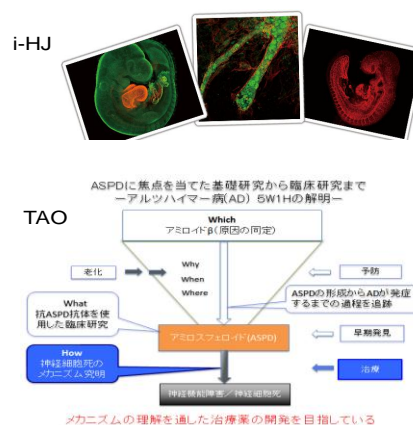 i-HJ
ASPDに焦点を当てた基礎研究から臨床研究まで
ーアルツハイマー病(AD) 5W1Hの解明ー
TAO
Which
アミロイドβ(原因の同定)
老化
Why
When
Where
予防
What
抗ASPD抗体を
使用した臨床研究
ASPDの形成からADが発症
するまでの過程を追跡
アミロスフェロイド(ASPD)
早期発見
How
神経細胞死の
メカニズム究明
治療
神経機能障害/神経細胞死
メカニズムの理解を通した治療薬の開発を目指している